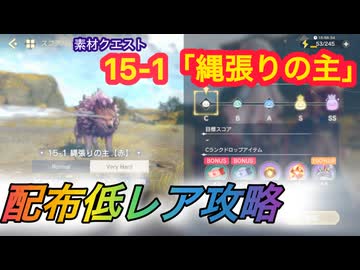 素材クエスト
15-1「縄張りの主」
53/245
C
B
A
S
SS
目標スコア
Cランクドロップアイテム
BONUS
BONUS
15-1 縄張りの主【赤】
Very Hard
配布低レア攻略